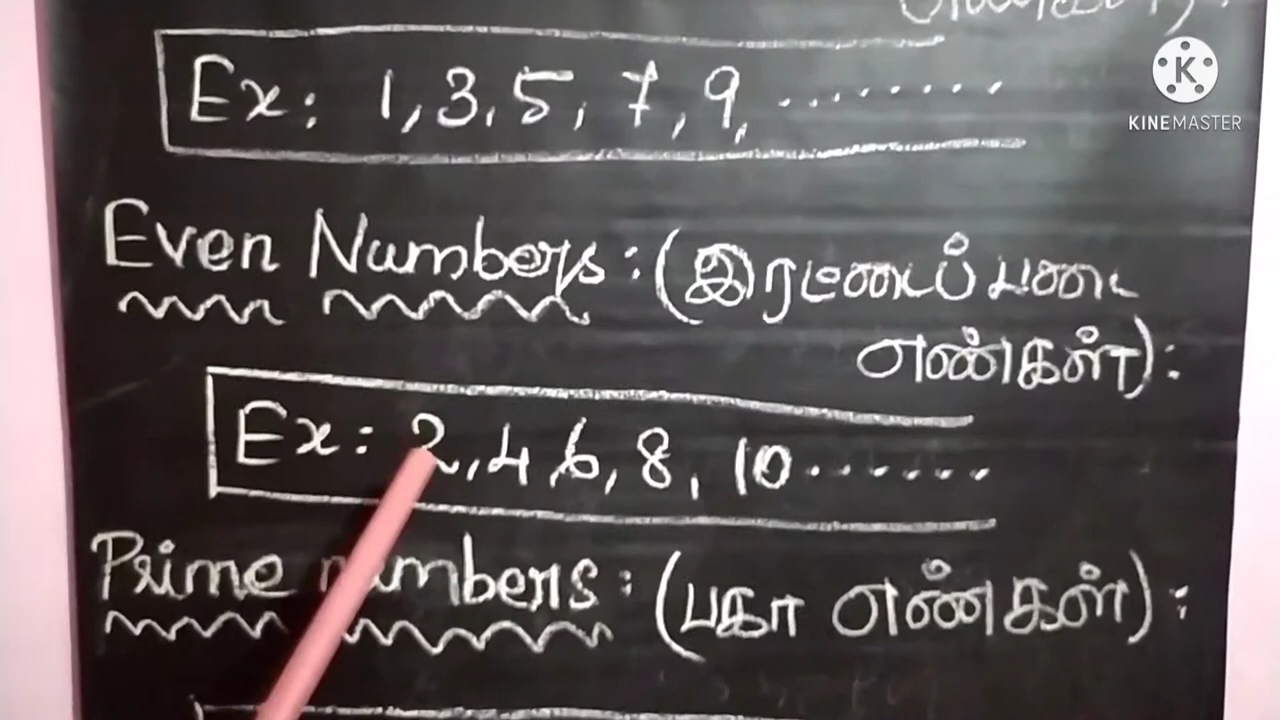 Ex: 1, 3, 5, 7, 9, .........
KINEMASTER
Even Numbers: (இரட்டைப் படை
எண்கள்):
Ex: 2, 4, 6, 8, 10 ......
Prime numbers: (பகா எண்கள்):